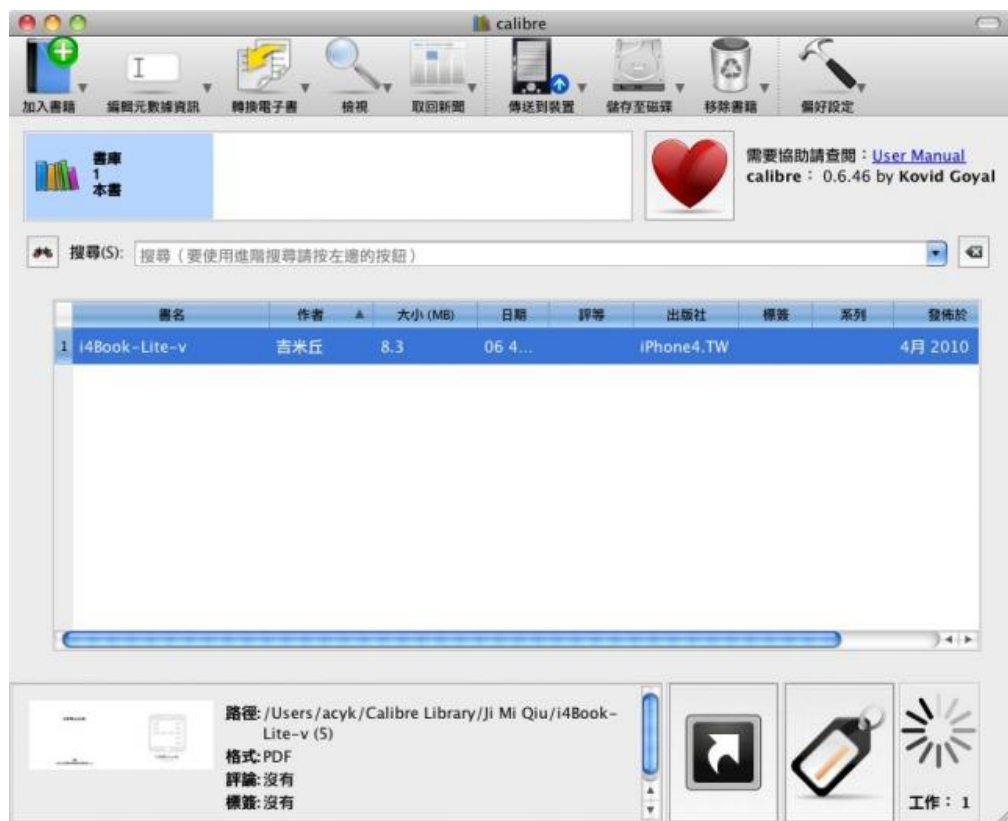 calibre
加入書籍 編輯元數據資訊 轉換電子書 檢視 取回新聞 傳送到裝置 儲存至磁碟 移除書籍 偏好設定
書庫
1
本書
需要協助請查閱：User Manual
calibre： 0.6.46 by Kovid Goyal
搜尋(S): 搜尋（要使用進階搜尋請按左邊的按鈕）
書名 作者 大小 (MB) 日期 評等 出版社 標簽 系列 發佈於
1 i4Book-Lite-v 吉米丘 8.3 06 4... iPhone4.TW 4月 2010
路徑: /Users/acyk/Calibre Library/Ji Mi Qiu/i4Book-
Lite-v (5)
格式: PDF
評論: 沒有
標簽: 沒有
工作： 1